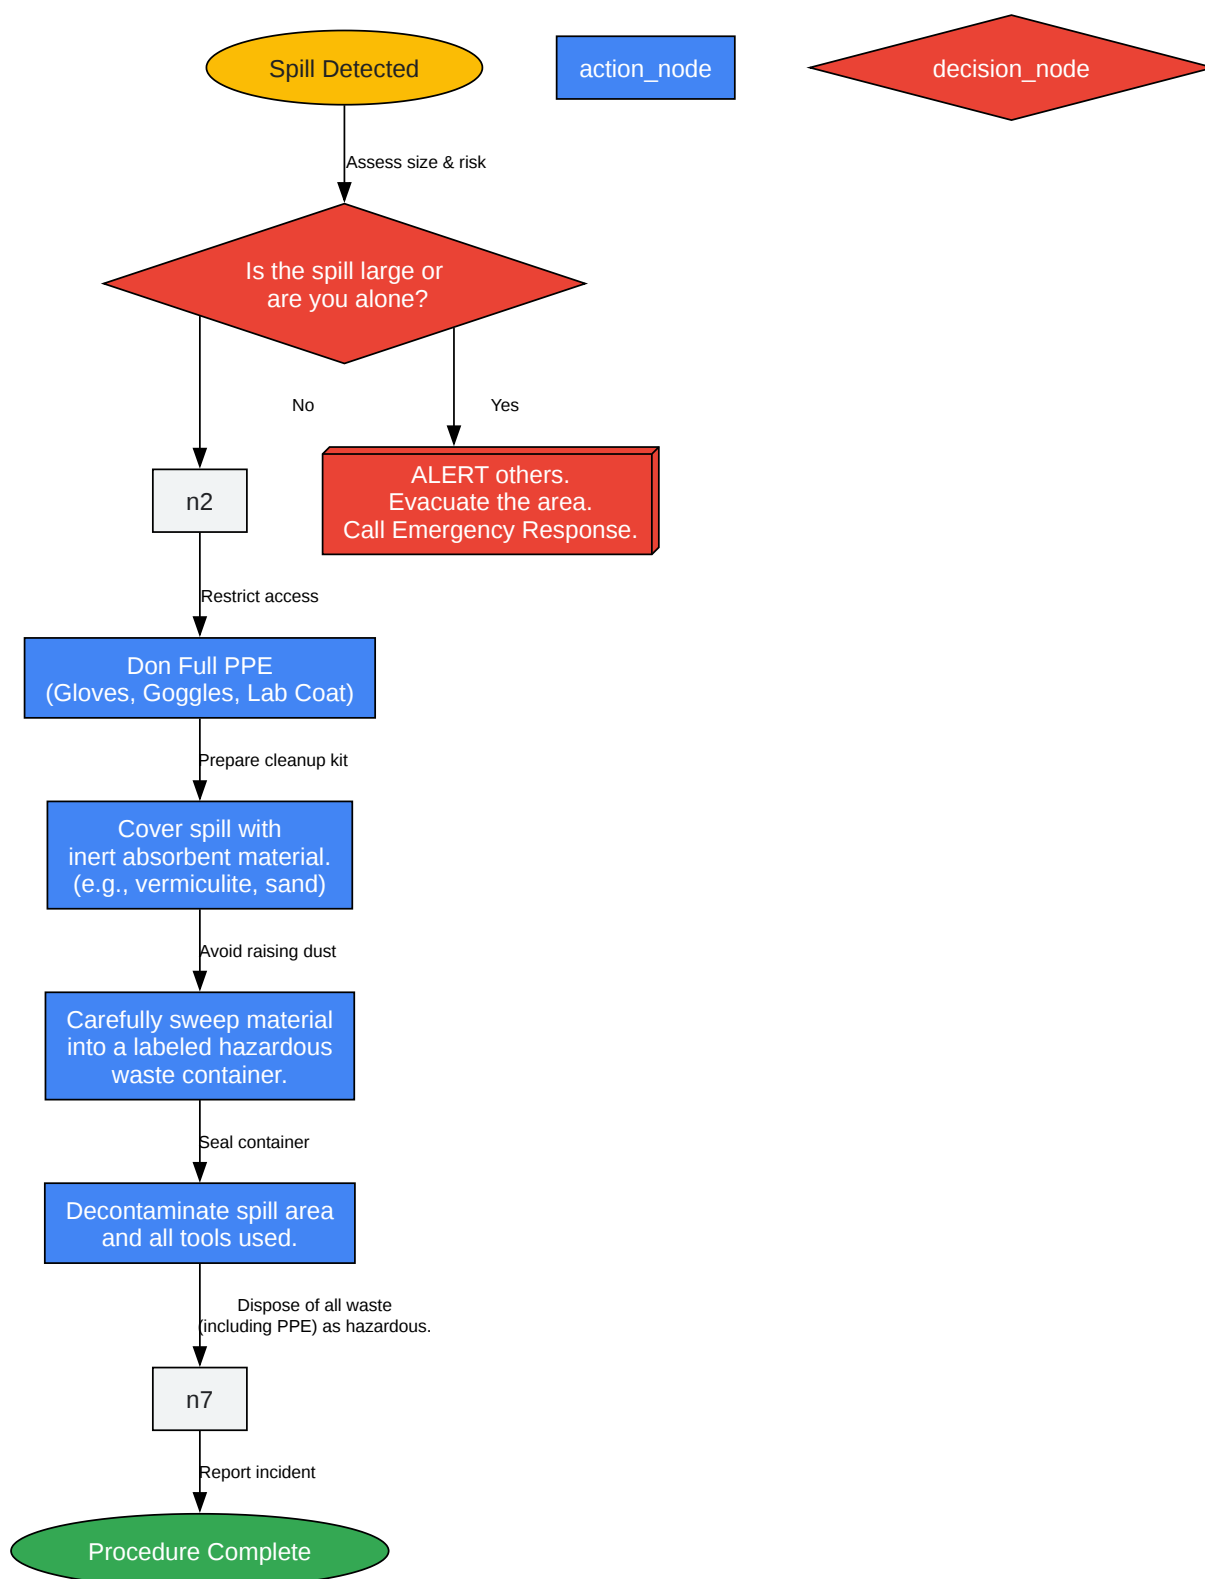 Spill Detected
action_node
decision_node
Assess size & risk
Is the spill large or
are you alone?
No
Yes
n2
ALERT others.
Evacuate the area.
Call Emergency Response.
Restrict access
Don Full PPE
(Gloves, Goggles, Lab Coat)
Prepare cleanup kit
Cover spill with
inert absorbent material.
(e.g., vermiculite, sand)
Avoid raising dust
Carefully sweep material
into a labeled hazardous
waste container.
Seal container
Decontaminate spill area
and all tools used.
Dispose of all waste
(including PPE) as hazardous.
n7
Report incident
Procedure Complete